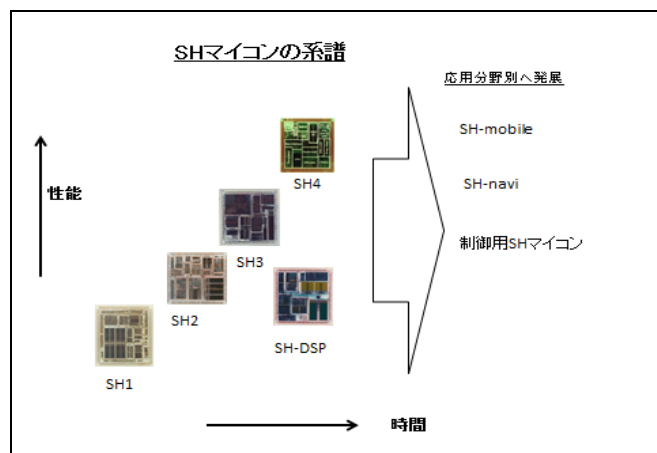 SHマイコンの系譜
応用分野別へ発展
SH-mobile
SH4
SH-navi
性能
SH3
制御用SHマイコン
SH2
SH-DSP
SH1
時間